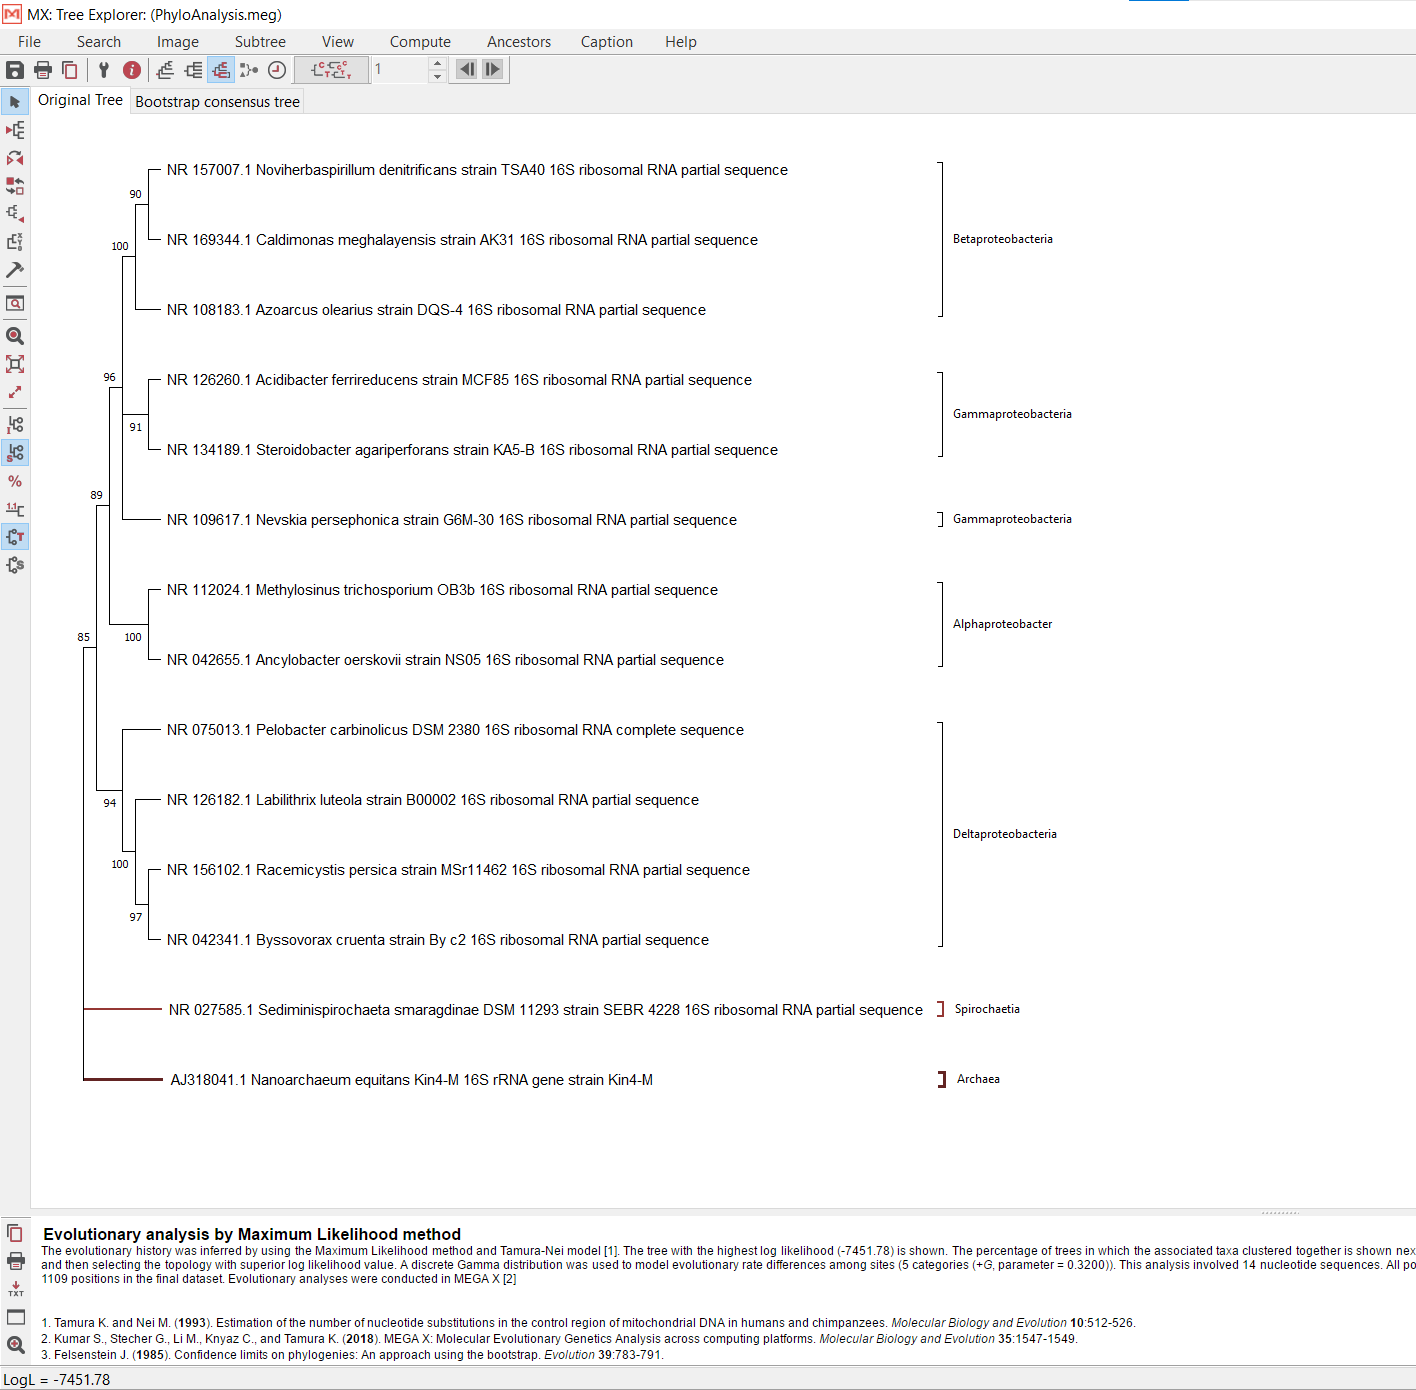 MX: Tree Explorer: (PhyloAnalysis.meg)
File Search Image Subtree View Compute Ancestors Caption Help
1
Original Tree Bootstrap consensus tree
NR 157007.1 Noviherbaspirillum denitrificans strain TSA40 16S ribosomal RNA partial sequence
90
NR 169344.1 Caldimonas meghalayensis strain AK31 16S ribosomal RNA partial sequence
Betaproteobacteria
100
NR 108183.1 Azoarcus olearius strain DQS-4 16S ribosomal RNA partial sequence
96
NR 126260.1 Acidibacter ferrireducens strain MCF85 16S ribosomal RNA partial sequence
Gammaproteobacteria
91
NR 134189.1 Steroidobacter agariperforans strain KA5-B 16S ribosomal RNA partial sequence
89
NR 109617.1 Nevskia persephonica strain G6M-30 16S ribosomal RNA partial sequence
Gammaproteobacteria
NR 112024.1 Methylosinus trichosporium OB3b 16S ribosomal RNA partial sequence
Alphaproteobacter
85
100
NR 042655.1 Ancylobacter oerskovii strain NS05 16S ribosomal RNA partial sequence
NR 075013.1 Pelobacter carbinolicus DSM 2380 16S ribosomal RNA complete sequence
94
NR 126182.1 Labilithrix luteola strain B00002 16S ribosomal RNA partial sequence
Deltaproteobacteria
100
NR 156102.1 Racemicystis persica strain MSr11462 16S ribosomal RNA partial sequence
97
NR 042341.1 Byssovorax cruenta strain By c2 16S ribosomal RNA partial sequence
NR 027585.1 Sediminispirochaeta smaragdinae DSM 11293 strain SEBR 4228 16S ribosomal RNA partial sequence
Spirochaetia
AJ318041.1 Nanoarchaeum equitans Kin4-M 16S rRNA gene strain Kin4-M
Archaea
Evolutionary analysis by Maximum Likelihood method
The evolutionary history was inferred by using the Maximum Likelihood method and Tamura-Nei model [1]. The tree with the highest log likelihood (-7451.78) is shown. The percentage of trees in which the associated taxa clustered together is shown nex
and then selecting the topology with superior log likelihood value. A discrete Gamma distribution was used to model evolutionary rate differences among sites (5 categories (+G, parameter = 0.3200)). This analysis involved 14 nucleotide sequences. All po
1109 positions in the final dataset. Evolutionary analyses were conducted in MEGA X [2]
1. Tamura K. and Nei M. (1993). Estimation of the number of nucleotide substitutions in the control region of mitochondrial DNA in humans and chimpanzees. Molecular Biology and Evolution 10:512-526.
2. Kumar S., Stecher G., Li M., Knyaz C., and Tamura K. (2018). MEGA X: Molecular Evolutionary Genetics Analysis across computing platforms. Molecular Biology and Evolution 35:1547-1549.
3. Felsenstein J. (1985). Confidence limits on phylogenies: An approach using the bootstrap. Evolution 39:783-791.
LogL = -7451.78